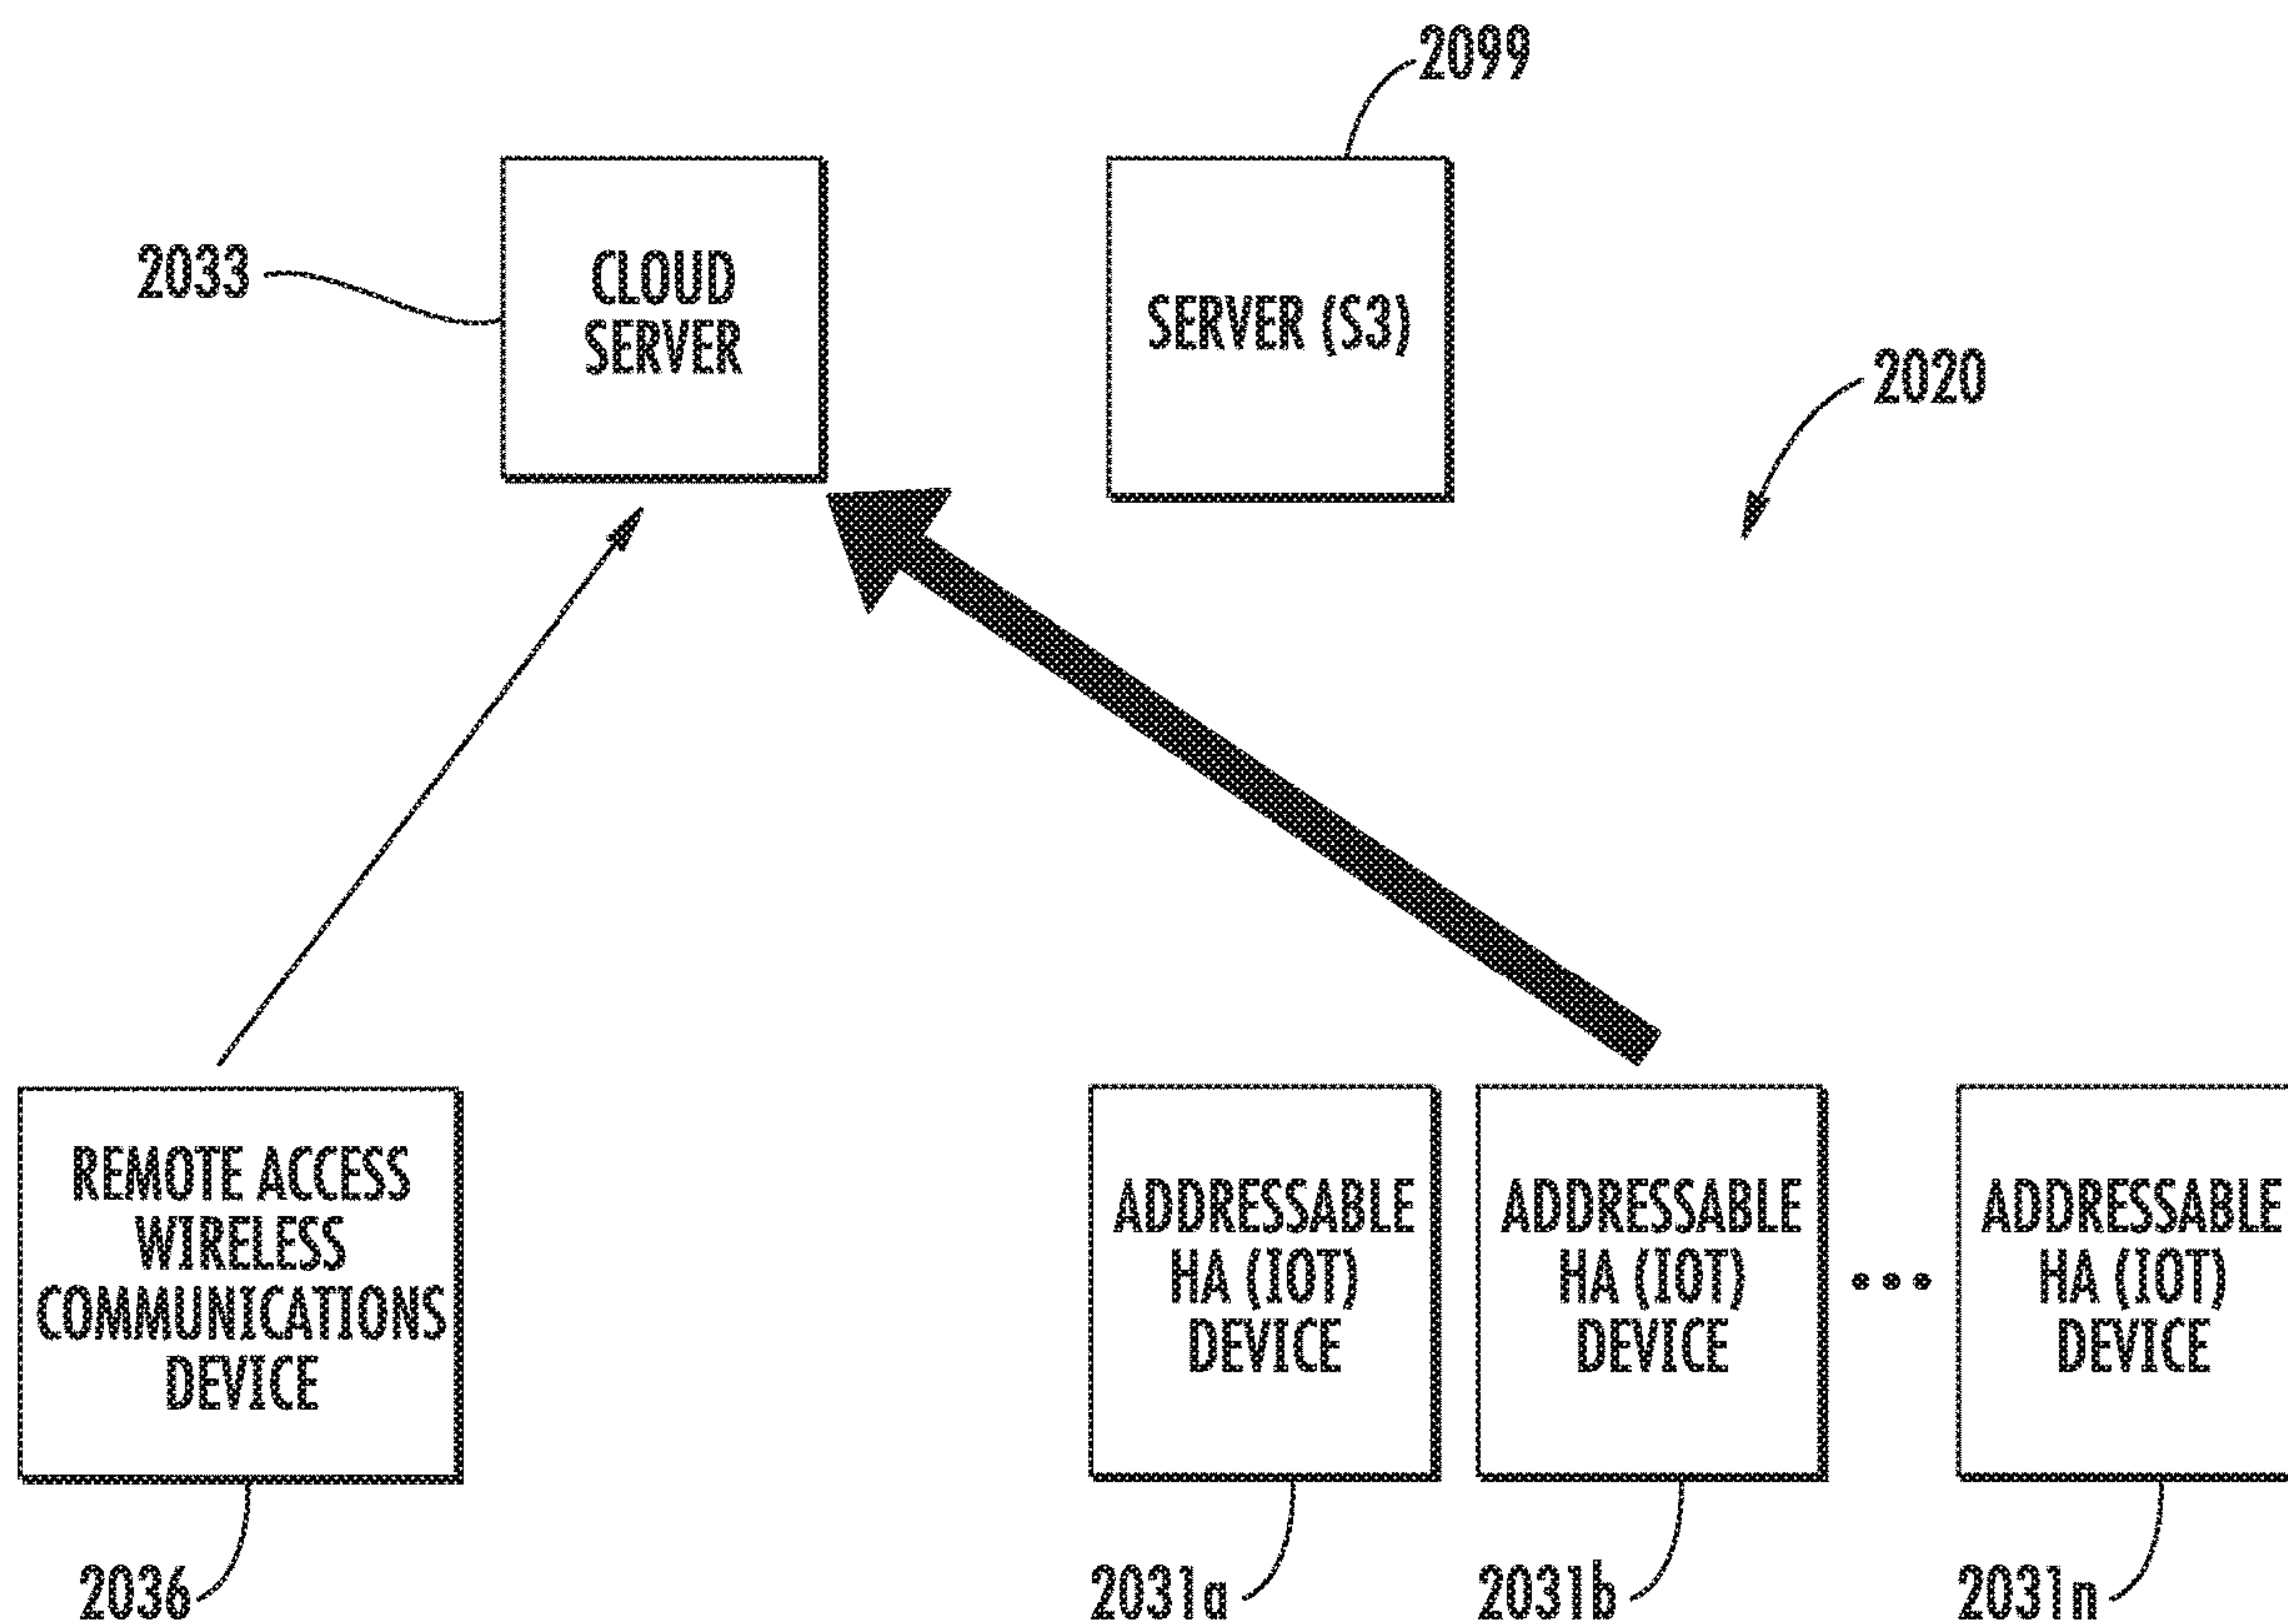 2099
2033
CLOUD
SERVER
SERVER (S3)
2020
REMOTE ACCESS
WIRELESS
COMMUNICATIONS
DEVICE
ADDRESSABLE
HA (IOT)
DEVICE
ADDRESSABLE
HA (IOT)
DEVICE
•••
ADDRESSABLE
HA (IOT)
DEVICE
2036
2031a
2031b
2031n